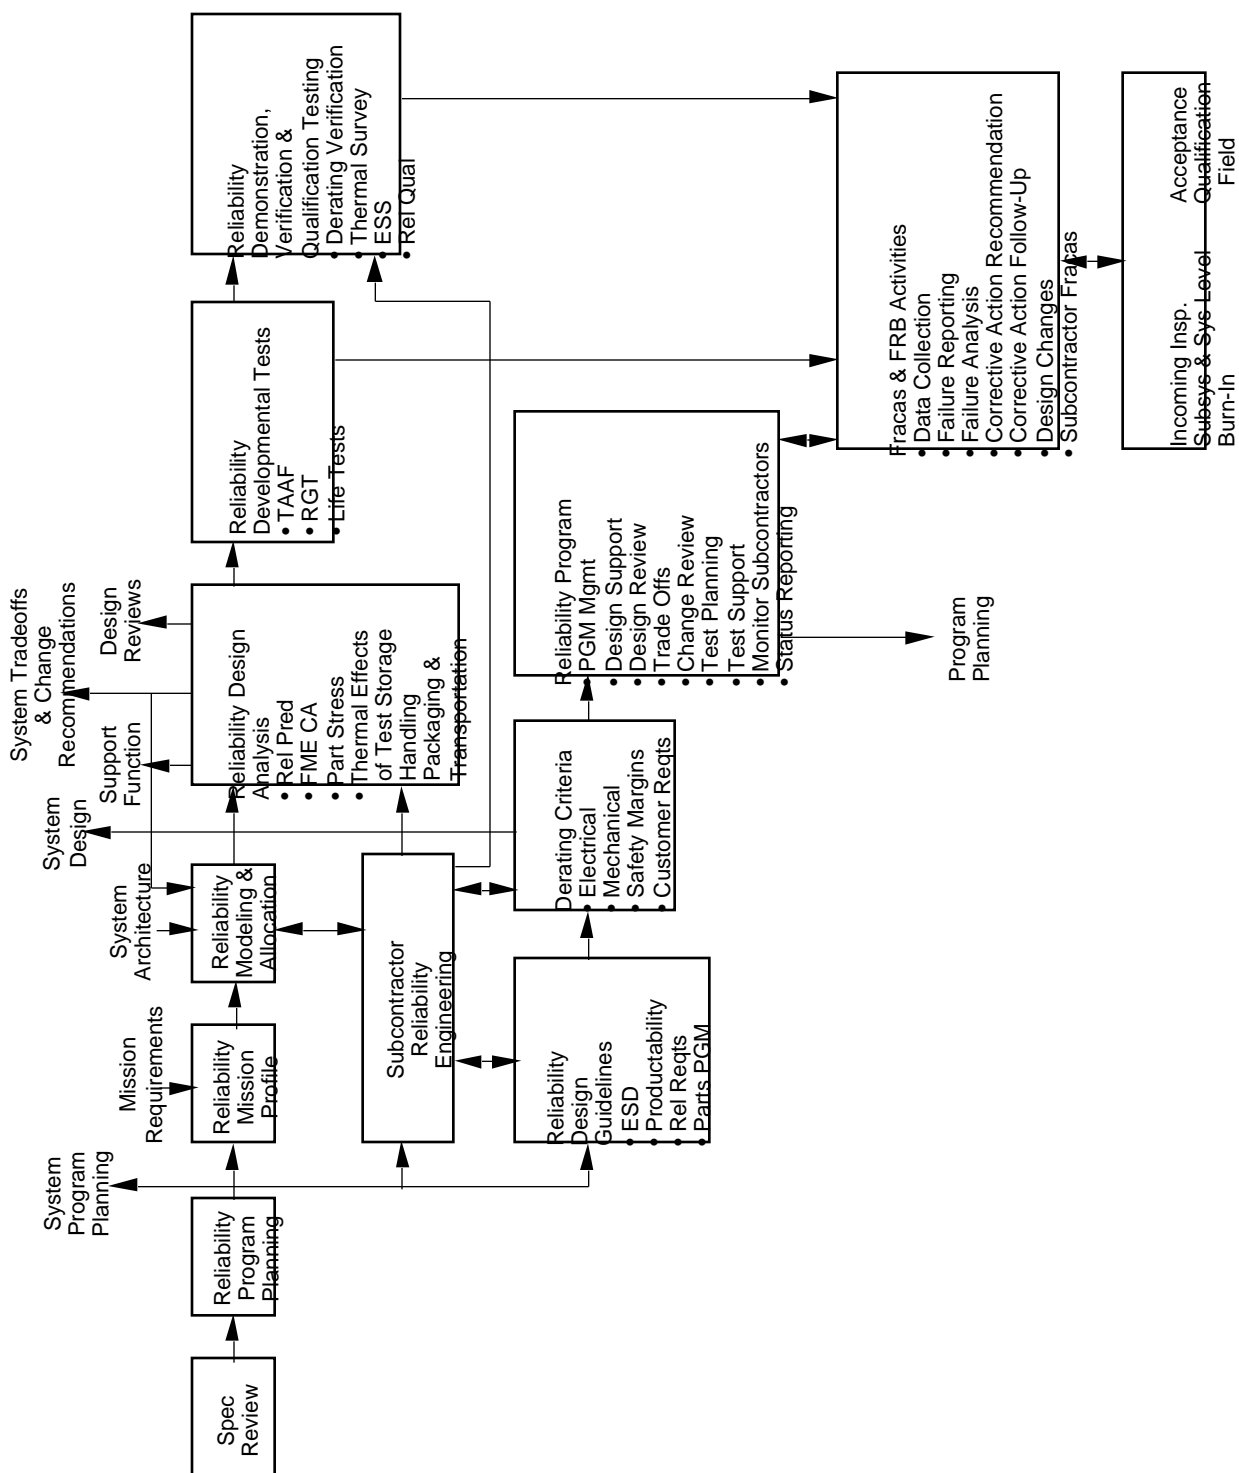 Spec
Review
Reliability
Program
Planning
System
Program
Planning
Mission
Requirements
Reliability
Mission
Profile
System
Architecture
Reliability
Modeling &
Allocation
System
Design
Support
Function
System Tradeoffs
& Change
Recommendations
Design
Reviews
Reliability Design
Analysis
• Rel Pred
• FME CA
• Part Stress
• Thermal Effects
of Test Storage
Handling
Packaging &
Transportation
Reliability
Developmental Tests
• TAAF
• RGT
• Life Tests
Reliability
Demonstration,
Verification &
Qualification Testing
• Derating Verification
• Thermal Survey
• ESS
• Rel Qual
Subcontractor
Reliability
Engineering
Reliability
Design
Guidelines
• ESD
• Productability
• Rel Reqts
• Parts PGM
Derating Criteria
• Electrical
• Mechanical
• Safety Margins
• Customer Reqts
Reliability Program
• PGM Mgmt
• Design Support
• Design Review
• Trade Offs
• Change Review
• Test Planning
• Test Support
• Monitor Subcontractors
• Status Reporting
Program
Planning
Fracas & FRB Activities
• Data Collection
• Failure Reporting
• Failure Analysis
• Corrective Action Recommendation
• Corrective Action Follow-Up
• Design Changes
• Subcontractor Fracas
Incoming Insp. Acceptance
Subsys & Sys Level Qualification
Burn-In Field